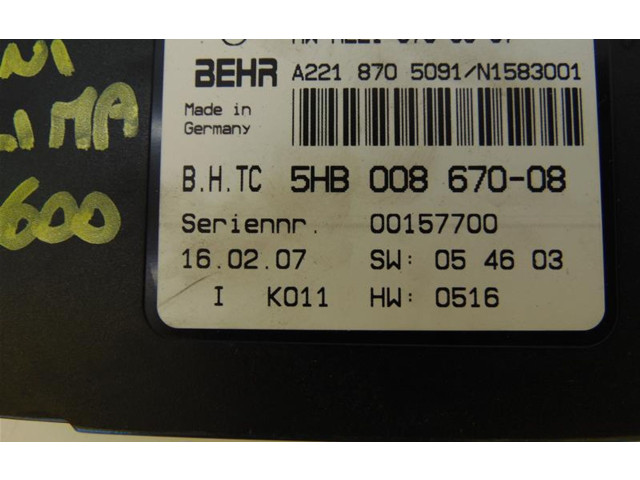 BEHR A221 870 5091/N1583001
Made in
Germany
B.H.TC 5HB 008 670-08
Seriennr. 00157700
16.02.07 SW: 05 46 03
I K011 HW: 0516
600